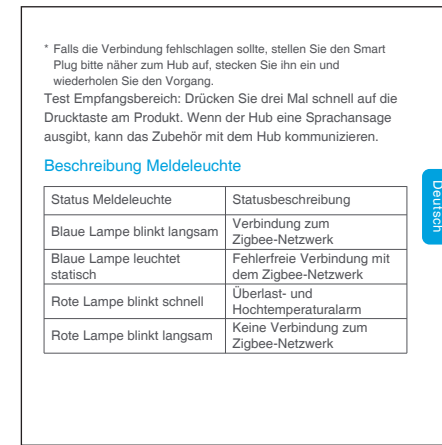 * Falls die Verbindung fehlschlagen sollte, stellen Sie den Smart
Plug bitte näher zum Hub auf, stecken Sie ihn ein und
wiederholen Sie den Vorgang.
Test Empfangsbereich: Drücken Sie drei Mal schnell auf die
Drucktaste am Produkt. Wenn der Hub eine Sprachansage
ausgibt, kann das Zubehör mit dem Hub kommunizieren.
Beschreibung Meldeleuchte
Status Meldeleuchte
Statusbeschreibung
Blaue Lampe blinkt langsam
Verbindung zum
Zigbee-Netzwerk
Blaue Lampe leuchtet
statisch
Fehlerfreie Verbindung mit
dem Zigbee-Netzwerk
Rote Lampe blinkt schnell
Überlast- und
Hochtemperaturalarm
Rote Lampe blinkt langsam
Keine Verbindung zum
Zigbee-Netzwerk
Deutsch